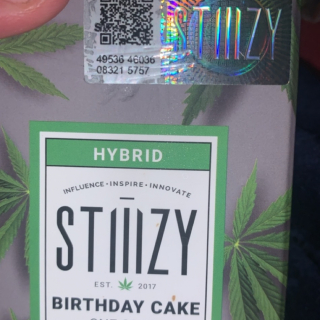 STIIIZY
49536 46036
08321 5757
HYBRID
INFLUENCE • INSPIRE • INNOVATE
STIIIZY
EST. 2017
BIRTHDAY CAKE